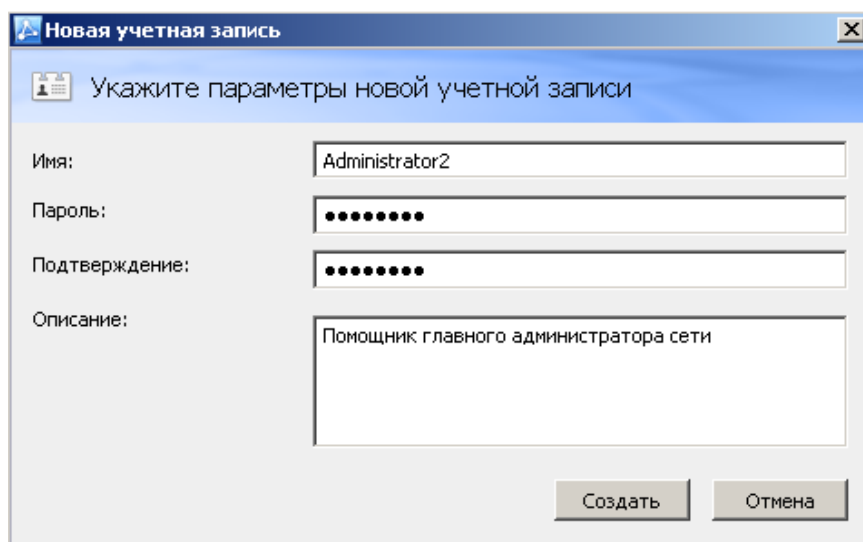 Новая учетная запись
Укажите параметры новой учетной записи
Имя: Administrator2
Пароль: ●●●●●●●●
Подтверждение: ●●●●●●●●
Описание: Помощник главного администратора сети
Создать Отмена